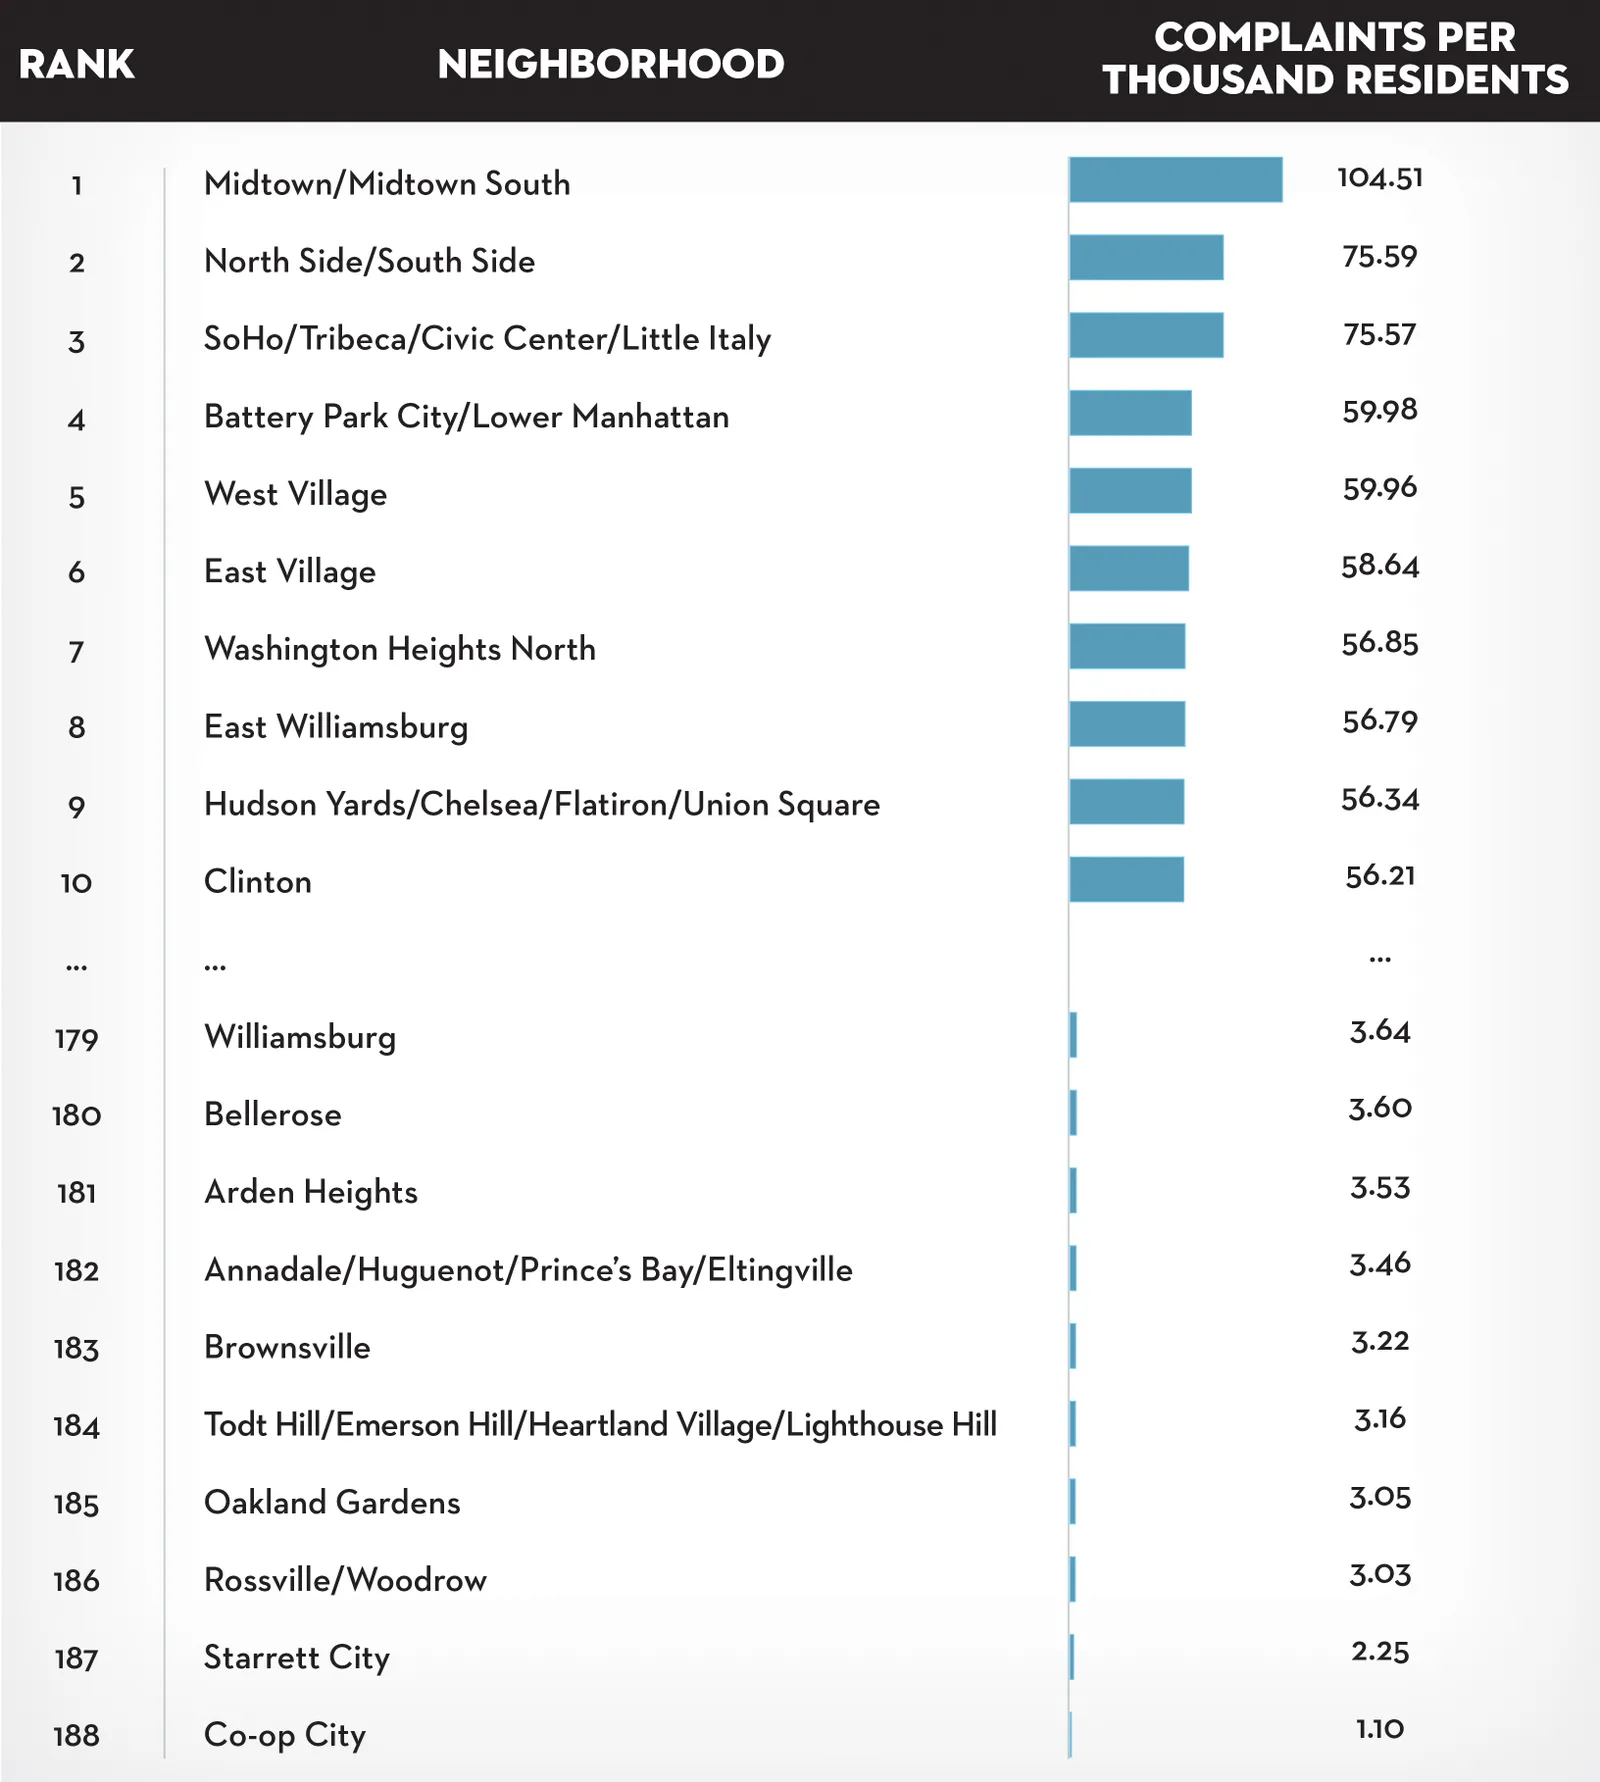 RANK NEIGHBORHOOD COMPLAINTS PER
THOUSAND RESIDENTS
1 Midtown/Midtown South 104.51
2 North Side/South Side 75.59
3 SoHo/Tribeca/Civic Center/Little Italy 75.57
4 Battery Park City/Lower Manhattan 59.98
5 West Village 59.96
6 East Village 58.64
7 Washington Heights North 56.85
8 East Williamsburg 56.79
9 Hudson Yards/Chelsea/Flatiron/Union Square 56.34
10 Clinton 56.21
... ... ...
179 Williamsburg 3.64
180 Bellerose 3.60
181 Arden Heights 3.53
182 Annadale/Huguenot/Prince’s Bay/Eltingville 3.46
183 Brownsville 3.22
184 Todt Hill/Emerson Hill/Heartland Village/Lighthouse Hill 3.16
185 Oakland Gardens 3.05
186 Rossville/Woodrow 3.03
187 Starrett City 2.25
188 Co-op City 1.10